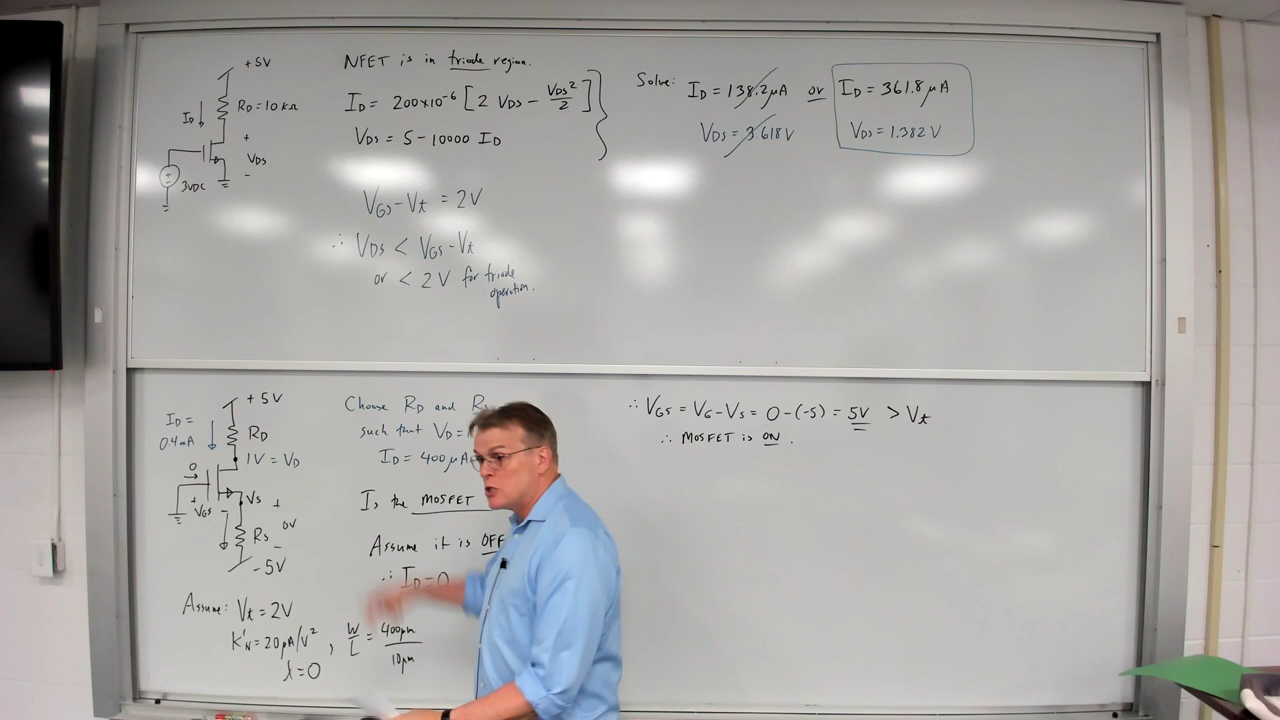 +5V
RD=10kΩ
ID
+
VDS
-
3VDC
+
NFET is in triode region.
ID = 200x10^-6 [2 VDS - VDS²/2]
VDS = 5-10000 ID
VGS-Vt = 2V
∴ VDS < VGS-Vt
or < 2V for triode
operation.
Solve: ID = 138.2μA or ID = 361.8μA
VDS = 3.618V VDS = 1.382V
+5V
ID =
0.4mA
RD
1V = VD
0
+
VGS
-
VS
+
RS
0V
-
-5V
Assume: Vt = 2V
K'N = 20μA/V², W/L = 400μm/10μm
λ=0
Choose RD and
such that VD=
ID = 400μA
Is the MOSFET
Assume it is OFF
∴ ID=0
∴ VGS = VG-VS = 0-(-5) = 5V > Vt
∴ MOSFET is ON.